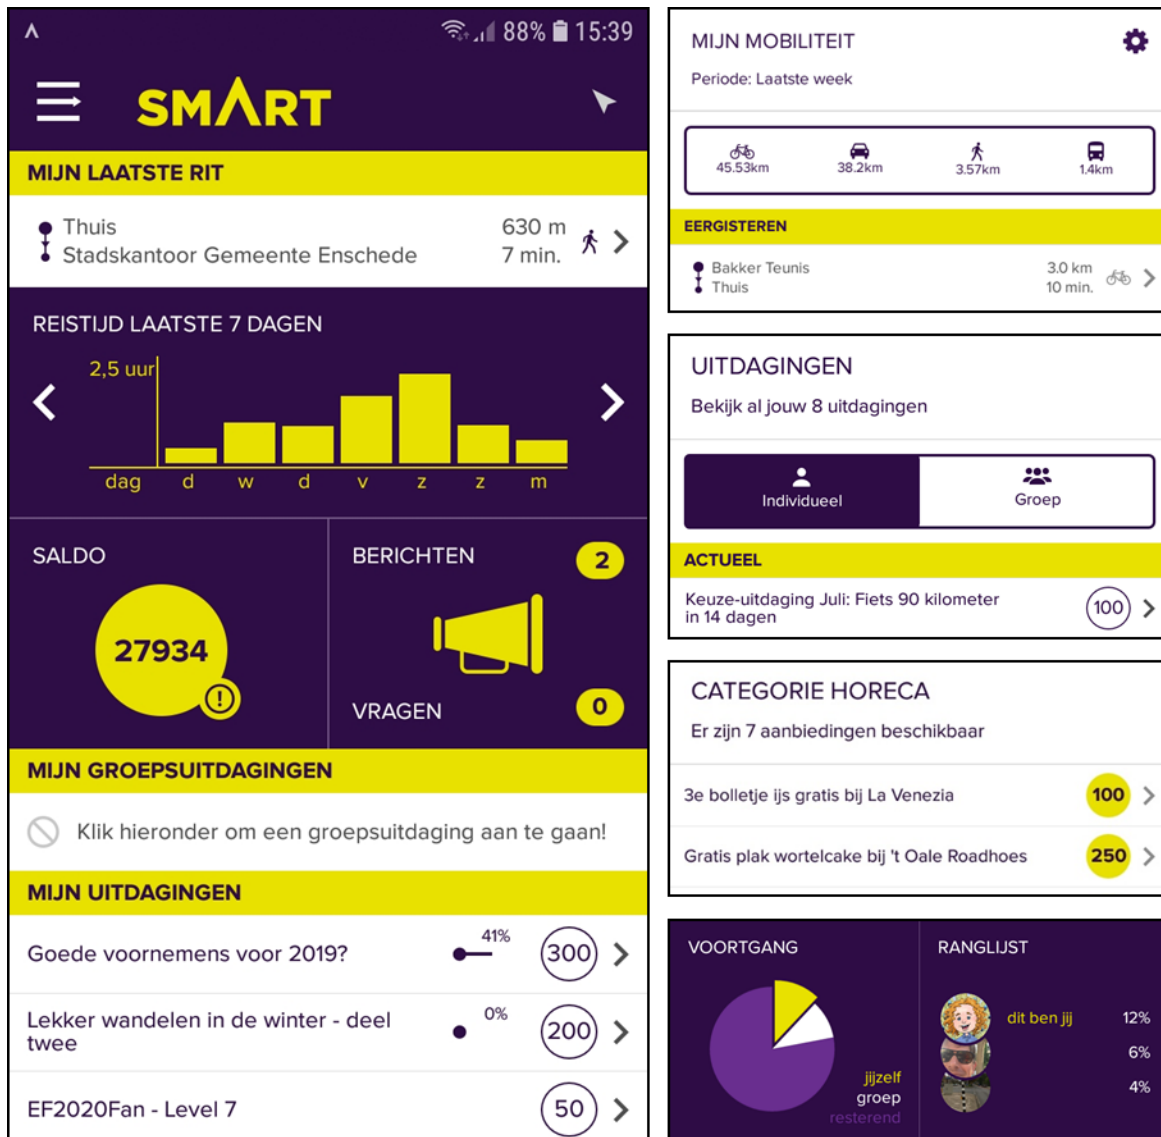 88% 15:39
SMART
MIJN LAATSTE RIT
Thuis 630 m
Stadskantoor Gemeente Enschede 7 min.
REISTIJD LAATSTE 7 DAGEN
2,5 uur
dag d w d v z z m
SALDO
27934
BERICHTEN 2
VRAGEN 0
MIJN GROEPSUITDAGINGEN
Klik hieronder om een groepsuitdaging aan te gaan!
MIJN UITDAGINGEN
Goede voornemens voor 2019? 41% 300
Lekker wandelen in de winter - deel
twee 0% 200
EF2020Fan - Level 7 50
MIJN MOBILITEIT
Periode: Laatste week
45.53km 38.2km 3.57km 1.4km
EERGISTEREN
Bakker Teunis 3.0 km
Thuis 10 min.
UITDAGINGEN
Bekijk al jouw 8 uitdagingen
Individueel Groep
ACTUEEL
Keuze-uitdaging Juli: Fiets 90 kilometer
in 14 dagen 100
CATEGORIE HORECA
Er zijn 7 aanbiedingen beschikbaar
3e bolletje ijs gratis bij La Venezia 100
Gratis plak wortelcake bij 't Oale Roadhoes 250
VOORTGANG
jijzelf
groep
resterend
RANGLIJST
dit ben jij 12%
6%
4%